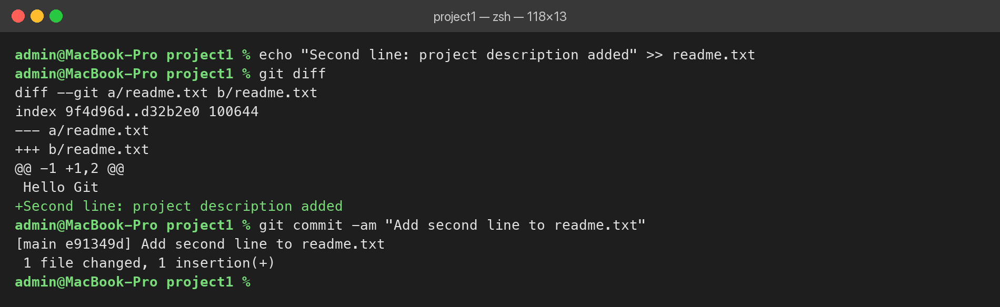 project1 — zsh — 118×13
admin@MacBook-Pro project1 % echo "Second line: project description added" >> readme.txt
admin@MacBook-Pro project1 % git diff
diff --git a/readme.txt b/readme.txt
index 9f4d96d..d32b2e0 100644
--- a/readme.txt
+++ b/readme.txt
@@ -1 +1,2 @@
 Hello Git
+Second line: project description added
admin@MacBook-Pro project1 % git commit -am "Add second line to readme.txt"
[main e91349d] Add second line to readme.txt
 1 file changed, 1 insertion(+)
admin@MacBook-Pro project1 %